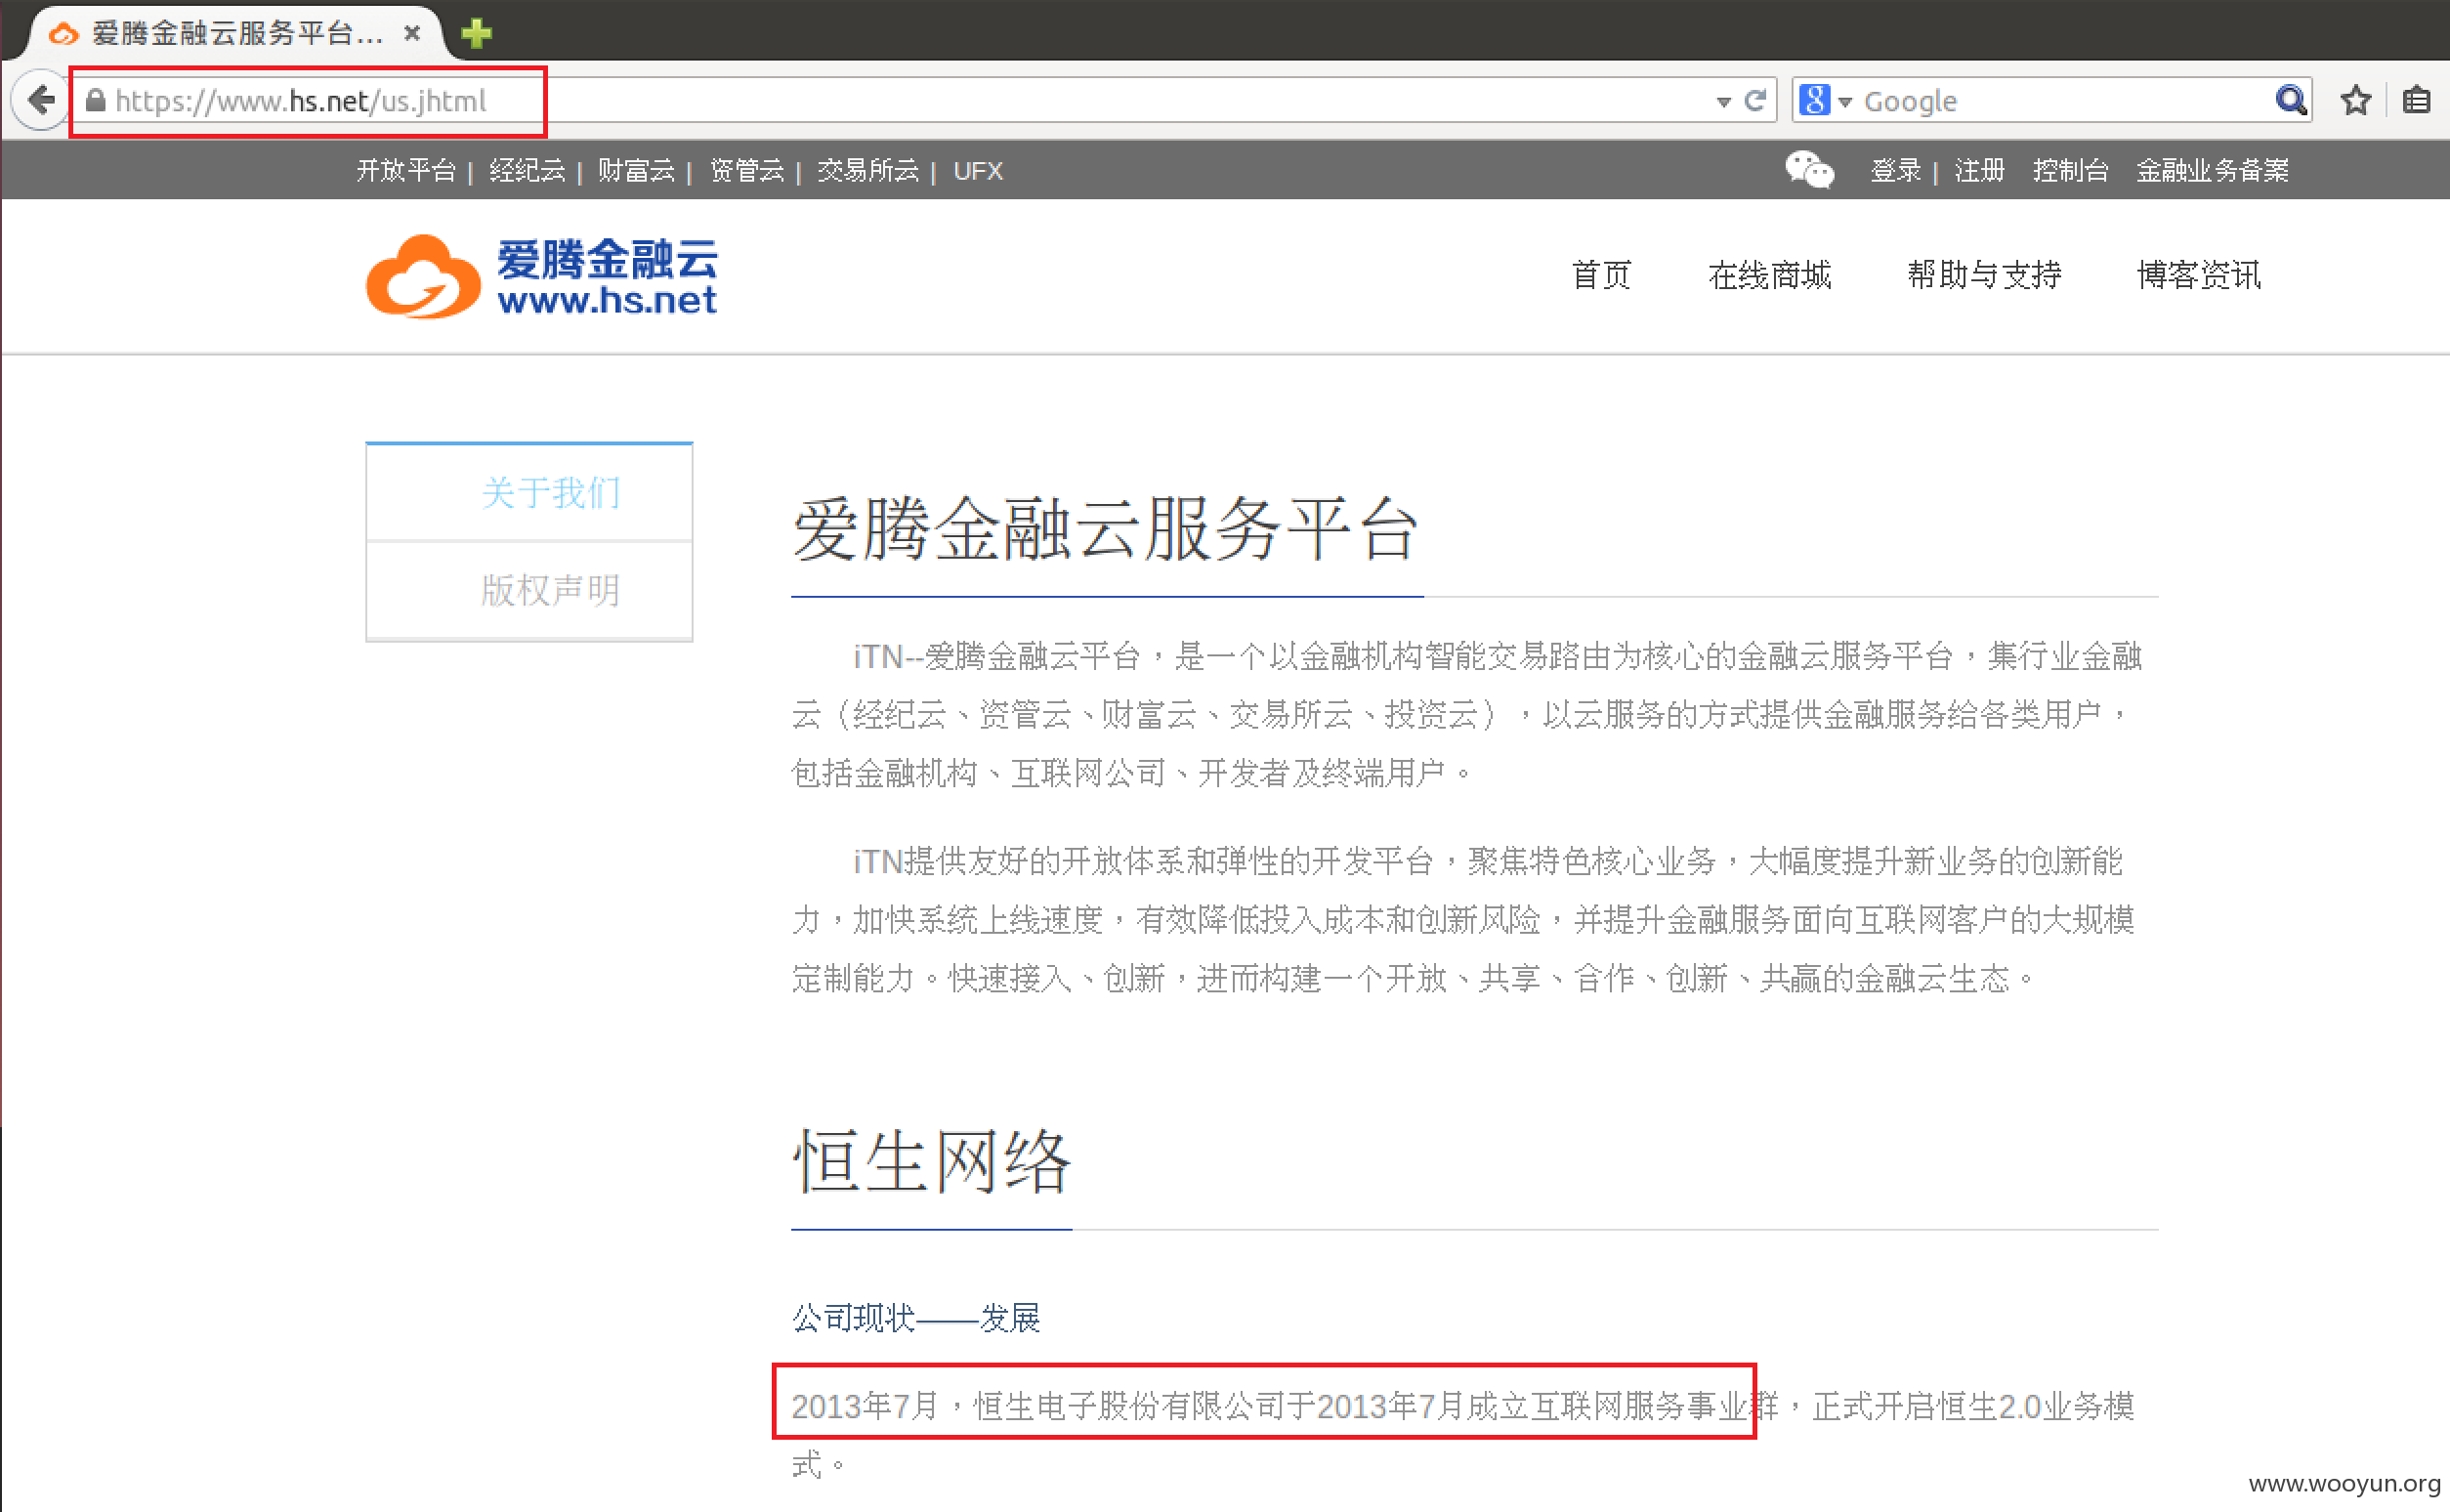 爱腾金融云服务平台...
https://www.hs.net/us.jhtml
Google
开放平台 | 经纪云 | 财富云 | 资管云 | 交易所云 | UFX
登录 | 注册 控制台 金融业务备案
爱腾金融云
www.hs.net
首页 在线商城 帮助与支持 博客资讯
关于我们
版权声明
爱腾金融云服务平台
iTN--爱腾金融云平台，是一个以金融机构智能交易路由为核心的金融云服务平台，集行业金融
云（经纪云、资管云、财富云、交易所云、投资云），以云服务的方式提供金融服务给各类用户，
包括金融机构、互联网公司、开发者及终端用户。
iTN提供友好的开放体系和弹性的开发平台，聚焦特色核心业务，大幅度提升新业务的创新能
力，加快系统上线速度，有效降低投入成本和创新风险，并提升金融服务面向互联网客户的大规模
定制能力。快速接入、创新，进而构建一个开放、共享、合作、创新、共赢的金融云生态。
恒生网络
公司现状——发展
2013年7月，恒生电子股份有限公司于2013年7月成立互联网服务事业群，正式开启恒生2.0业务模
式。
www.wooyun.org